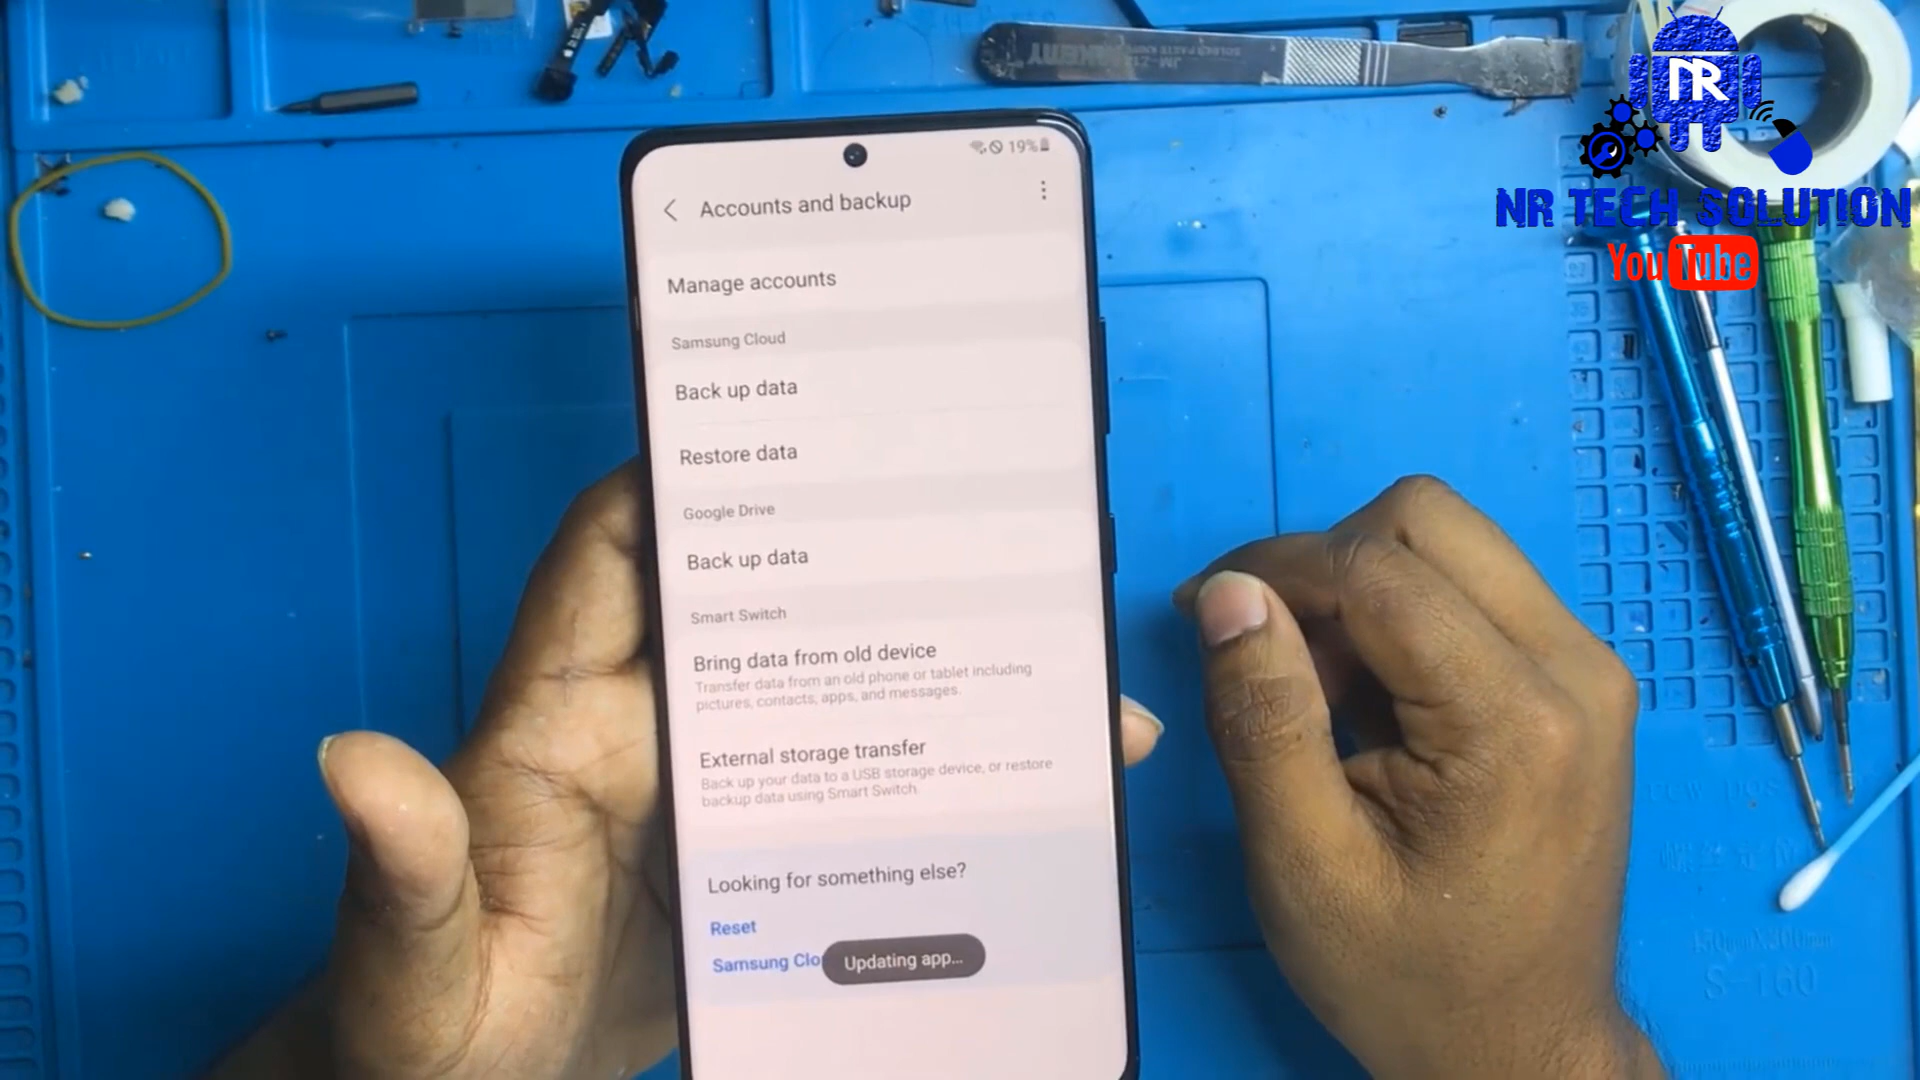 19%
Accounts and backup
Manage accounts
Samsung Cloud
Back up data
Restore data
Google Drive
Back up data
Smart Switch
Bring data from old device
Transfer data from an old phone or tablet including
pictures, contacts, apps, and messages.
External storage transfer
Back up your data to a USB storage device, or restore
backup data using Smart Switch.
Looking for something else?
Reset
Samsung Clo
Updating app...
NR
NR TECH SOLUTION
YouTube
S-160